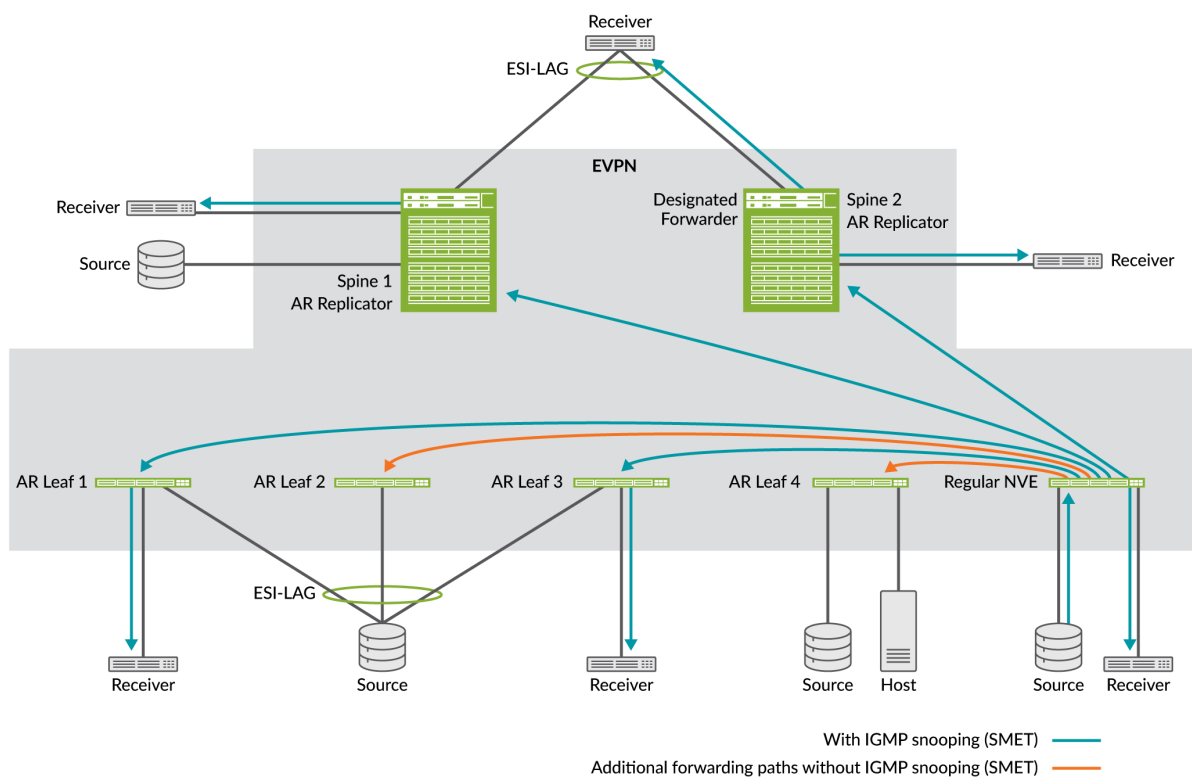 Receiver
ESI-LAG
EVPN
Receiver
Source
Spine 1
AR Replicator
Designated
Forwarder
Spine 2
AR Replicator
Receiver
AR Leaf 1
AR Leaf 2
AR Leaf 3
AR Leaf 4
Regular NVE
ESI-LAG
Receiver
Source
Receiver
Source
Host
Source
Receiver
With IGMP snooping (SMET)
Additional forwarding paths without IGMP snooping (SMET)